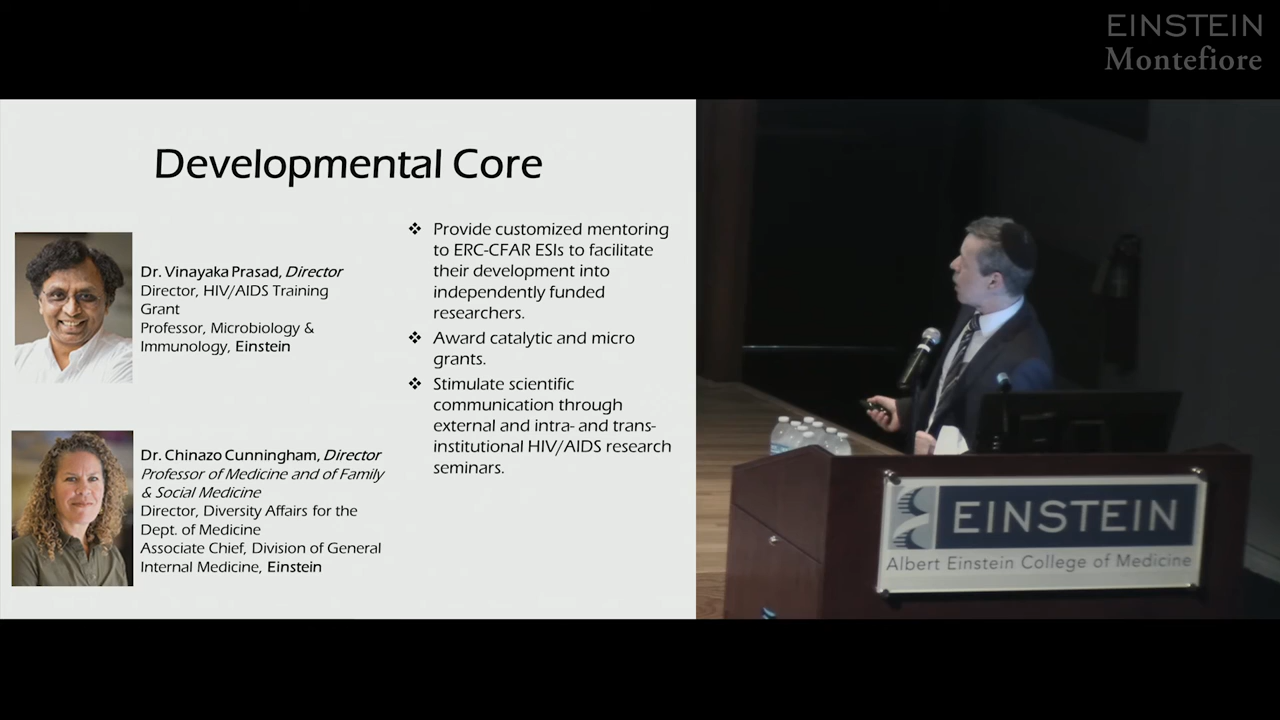 EINSTEIN
Montefiore
Developmental Core
Dr. Vinayaka Prasad, Director
Director, HIV/AIDS Training
Grant
Professor, Microbiology &
Immunology, Einstein
Dr. Chinazo Cunningham, Director
Professor of Medicine and of Family
& Social Medicine
Director, Diversity Affairs for the
Dept. of Medicine
Associate Chief, Division of General
Internal Medicine, Einstein
❖ Provide customized mentoring
to ERC-CFAR ESIs to facilitate
their development into
independently funded
researchers.
❖ Award catalytic and micro
grants.
❖ Stimulate scientific
communication through
external and intra- and trans-
institutional HIV/AIDS research
seminars.
EINSTEIN
Albert Einstein College of Medicine